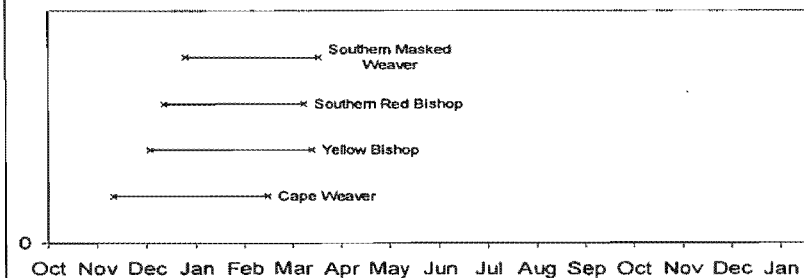 Southern Masked
Weaver
Southern Red Bishop
Yellow Bishop
Cape Weaver
0
Oct Nov Dec Jan Feb Mar Apr May Jun Jul Aug Sep Oct Nov Dec Jan